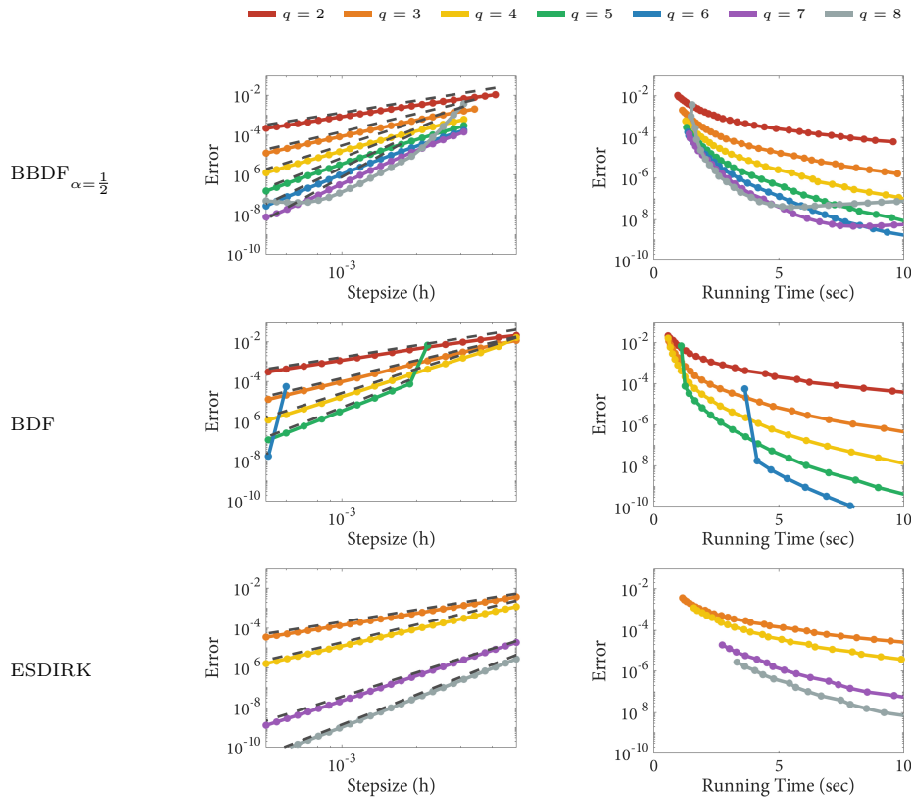 q = 2 q = 3 q = 4 q = 5 q = 6 q = 7 q = 8
BBDF α=1/2
Error
10^-2
10^-4
10^-6
10^-8
10^-10
10^-3
Stepsize (h)
Error
10^-2
10^-4
10^-6
10^-8
10^-10
0 5 10
Running Time (sec)
BDF
Error
10^-2
10^-4
10^-6
10^-8
10^-10
10^-3
Stepsize (h)
Error
10^-2
10^-4
10^-6
10^-8
10^-10
0 5 10
Running Time (sec)
ESDIRK
Error
10^-2
10^-4
10^-6
10^-8
10^-10
10^-3
Stepsize (h)
Error
10^-2
10^-4
10^-6
10^-8
10^-10
0 5 10
Running Time (sec)